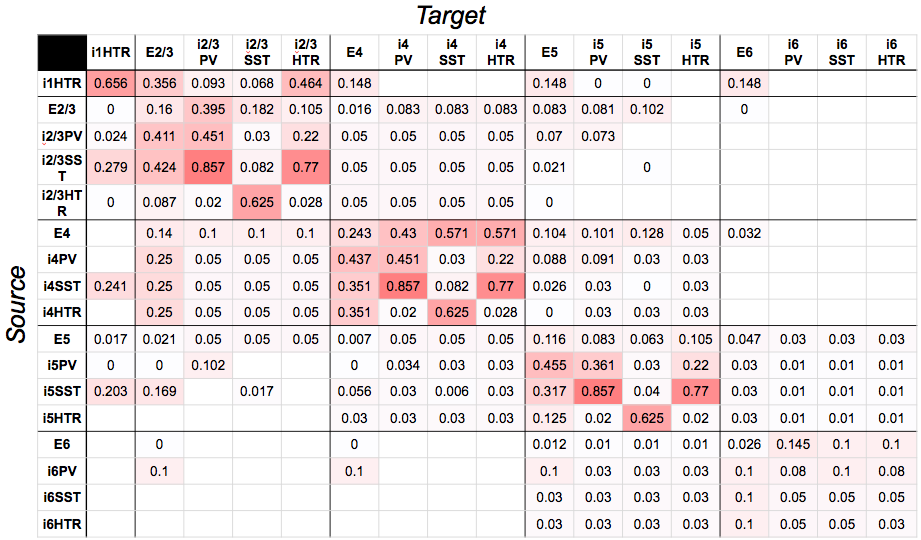 Target
i1HTR E2/3 i2/3 PV i2/3 SST i2/3 HTR E4 i4 PV i4 SST i4 HTR E5 i5 PV i5 SST i5 HTR E6 i6 PV i6 SST i6 HTR
Source
i1HTR 0.656 0.356 0.093 0.068 0.464 0.148 0.148 0 0 0.148
E2/3 0 0.16 0.395 0.182 0.105 0.016 0.083 0.083 0.083 0.083 0.081 0.102 0
i2/3PV 0.024 0.411 0.451 0.03 0.22 0.05 0.05 0.05 0.05 0.07 0.073
i2/3SST 0.279 0.424 0.857 0.082 0.77 0.05 0.05 0.05 0.05 0.021 0
i2/3HTR 0 0.087 0.02 0.625 0.028 0.05 0.05 0.05 0.05 0
E4 0.14 0.1 0.1 0.1 0.243 0.43 0.571 0.571 0.104 0.101 0.128 0.05 0.032
i4PV 0.25 0.05 0.05 0.05 0.437 0.451 0.03 0.22 0.088 0.091 0.03 0.03
i4SST 0.241 0.25 0.05 0.05 0.05 0.351 0.857 0.082 0.77 0.026 0.03 0 0.03
i4HTR 0.25 0.05 0.05 0.05 0.351 0.02 0.625 0.028 0 0.03 0.03 0.03
E5 0.017 0.021 0.05 0.05 0.05 0.007 0.05 0.05 0.05 0.116 0.083 0.063 0.105 0.047 0.03 0.03 0.03
i5PV 0 0 0.102 0 0.034 0.03 0.03 0.455 0.361 0.03 0.22 0.03 0.01 0.01 0.01
i5SST 0.203 0.169 0.017 0.056 0.03 0.006 0.03 0.317 0.857 0.04 0.77 0.03 0.01 0.01 0.01
i5HTR 0.03 0.03 0.03 0.03 0.125 0.02 0.625 0.02 0.03 0.01 0.01 0.01
E6 0 0 0.012 0.01 0.01 0.01 0.026 0.145 0.1 0.1
i6PV 0.1 0.1 0.1 0.03 0.03 0.03 0.1 0.08 0.1 0.08
i6SST 0.03 0.03 0.03 0.03 0.1 0.05 0.05 0.05
i6HTR 0.03 0.03 0.03 0.03 0.1 0.05 0.05 0.03